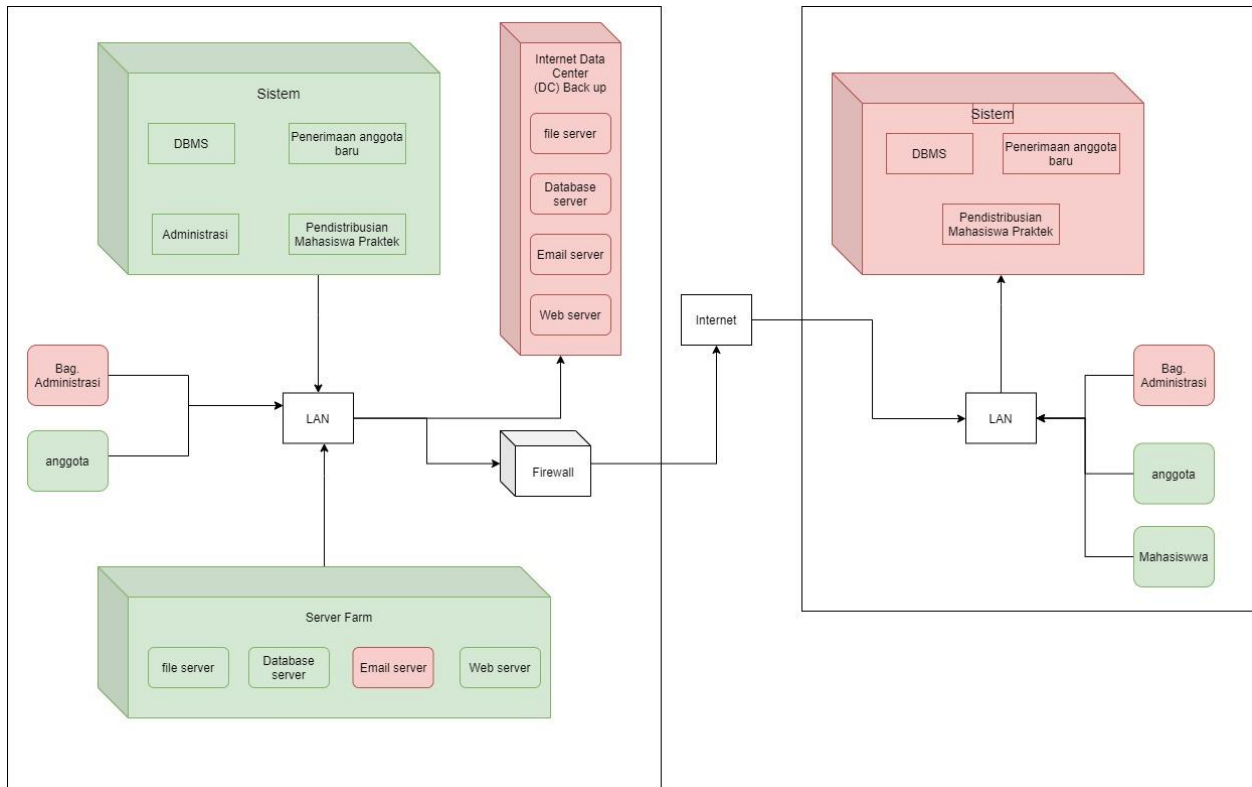 Sistem
DBMS
Penerimaan anggota
baru
Administrasi
Pendistribusian
Mahasiswa Praktek
Internet Data
Center
(DC) Back up
file server
Database
server
Email server
Web server
Bag.
Administrasi
anggota
LAN
Firewall
Server Farm
file server
Database
server
Email server
Web server
Internet
Sistem
DBMS
Penerimaan anggota
baru
Pendistribusian
Mahasiswa Praktek
LAN
Bag.
Administrasi
anggota
Mahasiswwa